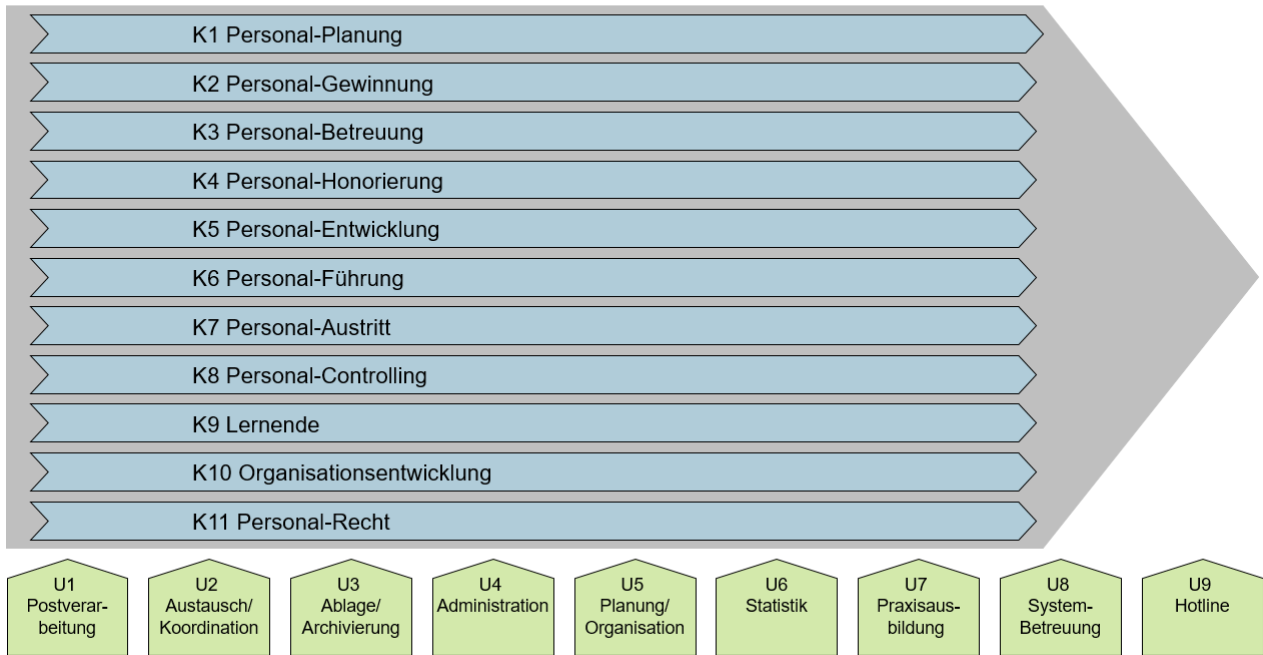 K1 Personal-Planung
K2 Personal-Gewinnung
K3 Personal-Betreuung
K4 Personal-Honorierung
K5 Personal-Entwicklung
K6 Personal-Führung
K7 Personal-Austritt
K8 Personal-Controlling
K9 Lernende
K10 Organisationsentwicklung
K11 Personal-Recht
U1
Postverar-
beitung
U2
Austausch/
Koordination
U3
Ablage/
Archivierung
U4
Administration
U5
Planung/
Organisation
U6
Statistik
U7
Praxisaus-
bildung
U8
System-
Betreuung
U9
Hotline